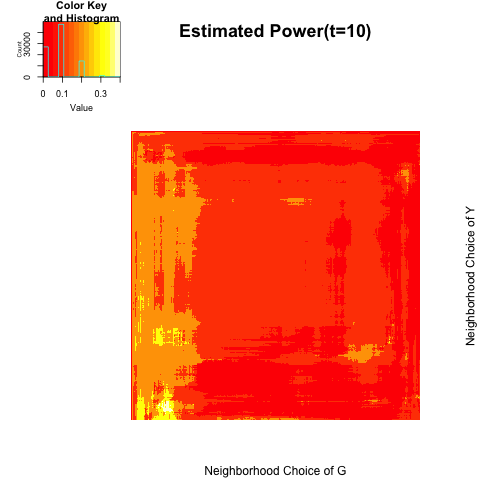 Color Key
and Histogram
Estimated Power(t=10)
Count
0 30000
0 0.1 0.3
Value
Neighborhood Choice of Y
Neighborhood Choice of G